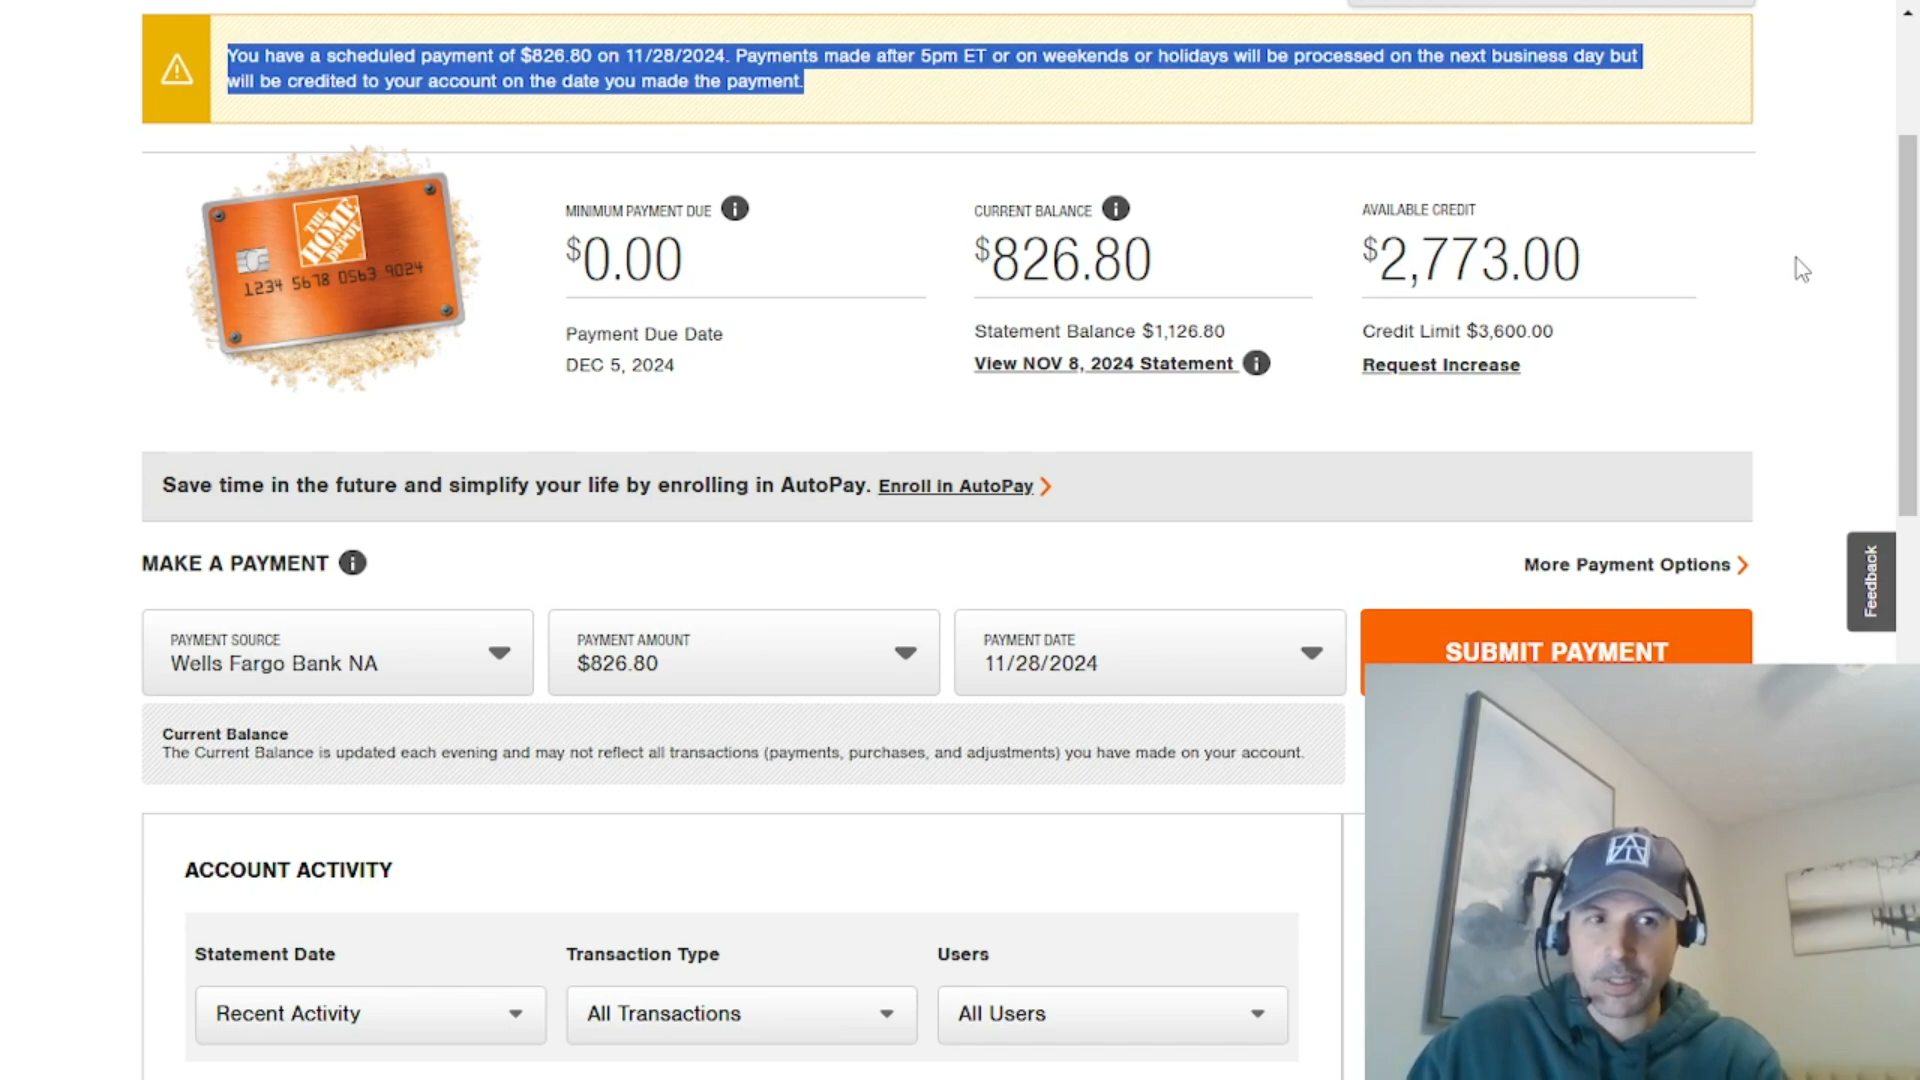 You have a scheduled payment of $826.80 on 11/28/2024. Payments made after 5pm ET or on weekends or holidays will be processed on the next business day but
will be credited to your account on the date you made the payment.
THE
HOME
DEPOT
1234 5678 0563 9024
MINIMUM PAYMENT DUE
$0.00
Payment Due Date
DEC 5, 2024
CURRENT BALANCE
$826.80
Statement Balance $1,126.80
View NOV 8, 2024 Statement
AVAILABLE CREDIT
$2,773.00
Credit Limit $3,600.00
Request Increase
Save time in the future and simplify your life by enrolling in AutoPay. Enroll in AutoPay
MAKE A PAYMENT
More Payment Options
PAYMENT SOURCE
Wells Fargo Bank NA
PAYMENT AMOUNT
$826.80
PAYMENT DATE
11/28/2024
SUBMIT PAYMENT
Feedback
Current Balance
The Current Balance is updated each evening and may not reflect all transactions (payments, purchases, and adjustments) you have made on your account.
ACCOUNT ACTIVITY
Statement Date
Recent Activity
Transaction Type
All Transactions
Users
All Users